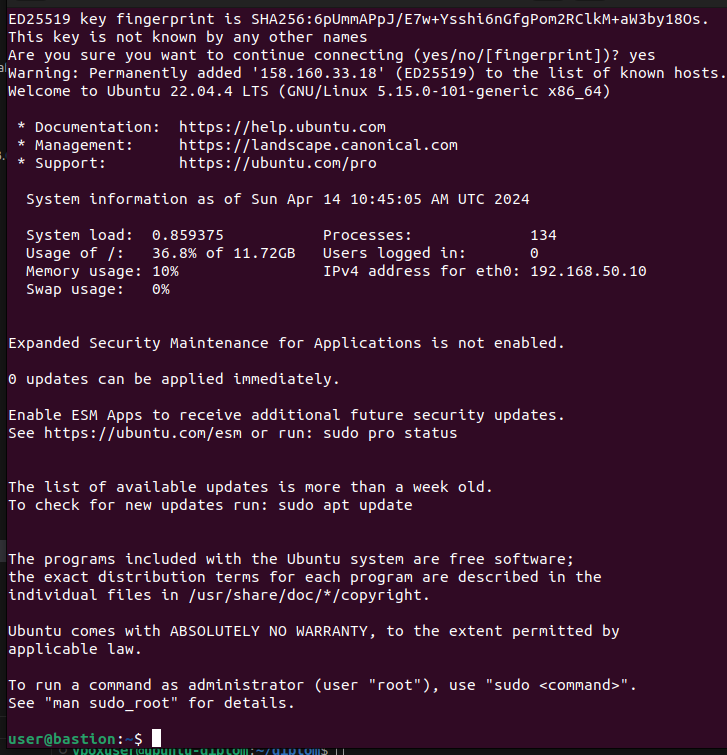 ED25519 key fingerprint is SHA256:6pUmmAPpJ/E7w+Ysshi6nGfgPom2RClkM+aW3by18Os.
This key is not known by any other names
Are you sure you want to continue connecting (yes/no/[fingerprint])? yes
Warning: Permanently added '158.160.33.18' (ED25519) to the list of known hosts.
Welcome to Ubuntu 22.04.4 LTS (GNU/Linux 5.15.0-101-generic x86_64)
* Documentation:  https://help.ubuntu.com
* Management:     https://landscape.canonical.com
* Support:        https://ubuntu.com/pro
System information as of Sun Apr 14 10:45:05 AM UTC 2024
System load:  0.859375           Processes:             134
Usage of /:   36.8% of 11.72GB   Users logged in:       0
Memory usage: 10%                IPv4 address for eth0: 192.168.50.10
Swap usage:   0%
Expanded Security Maintenance for Applications is not enabled.
0 updates can be applied immediately.
Enable ESM Apps to receive additional future security updates.
See https://ubuntu.com/esm or run: sudo pro status
The list of available updates is more than a week old.
To check for new updates run: sudo apt update
The programs included with the Ubuntu system are free software;
the exact distribution terms for each program are described in the
individual files in /usr/share/doc/*/copyright.
Ubuntu comes with ABSOLUTELY NO WARRANTY, to the extent permitted by
applicable law.
To run a command as administrator (user "root"), use "sudo <command>".
See "man sudo_root" for details.
user@bastion:~$
vboxuser@ubuntu-diplom:~/diplom$